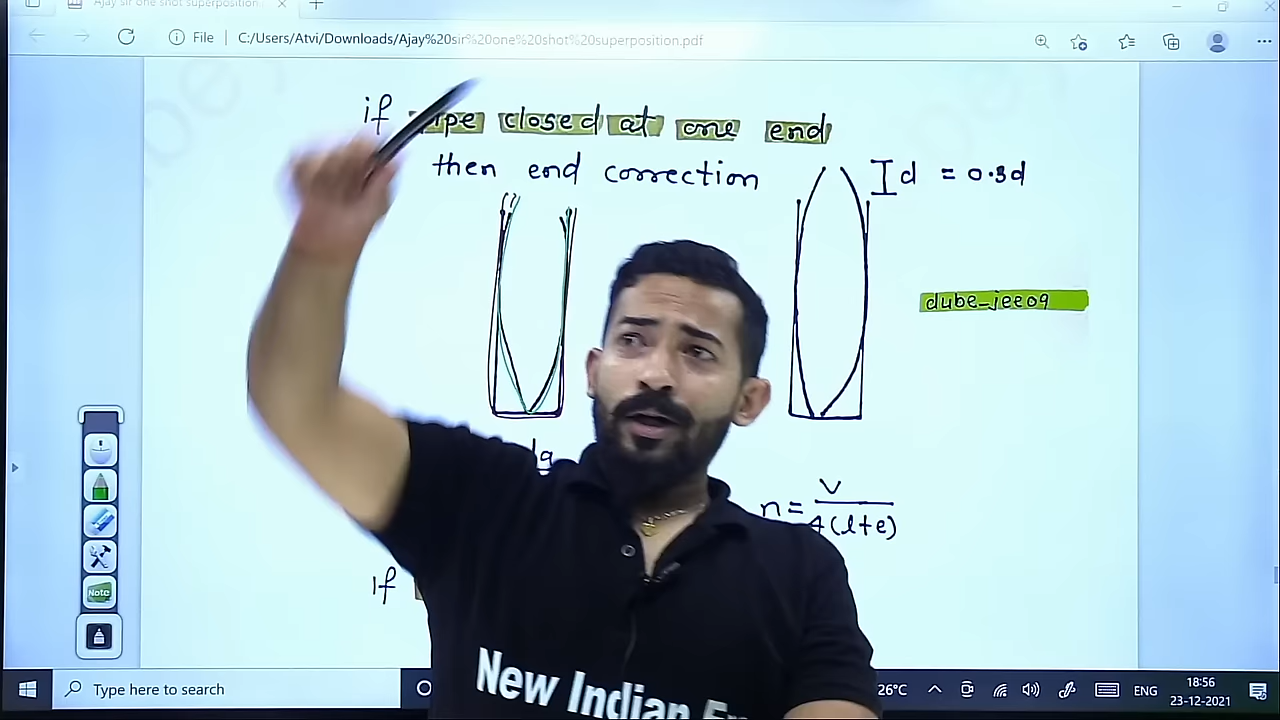 Ajay sir one shot superposition
File C:/Users/Atvi/Downloads/Ajay%20sir%20one%20shot%20superposition.pdf
if pipe closed at one end
then end correction
d = 0.3d
dube_jee09
n = V / 4(l+e)
If
New Indian
Note
Type here to search
26°C
ENG
18:56
23-12-2021